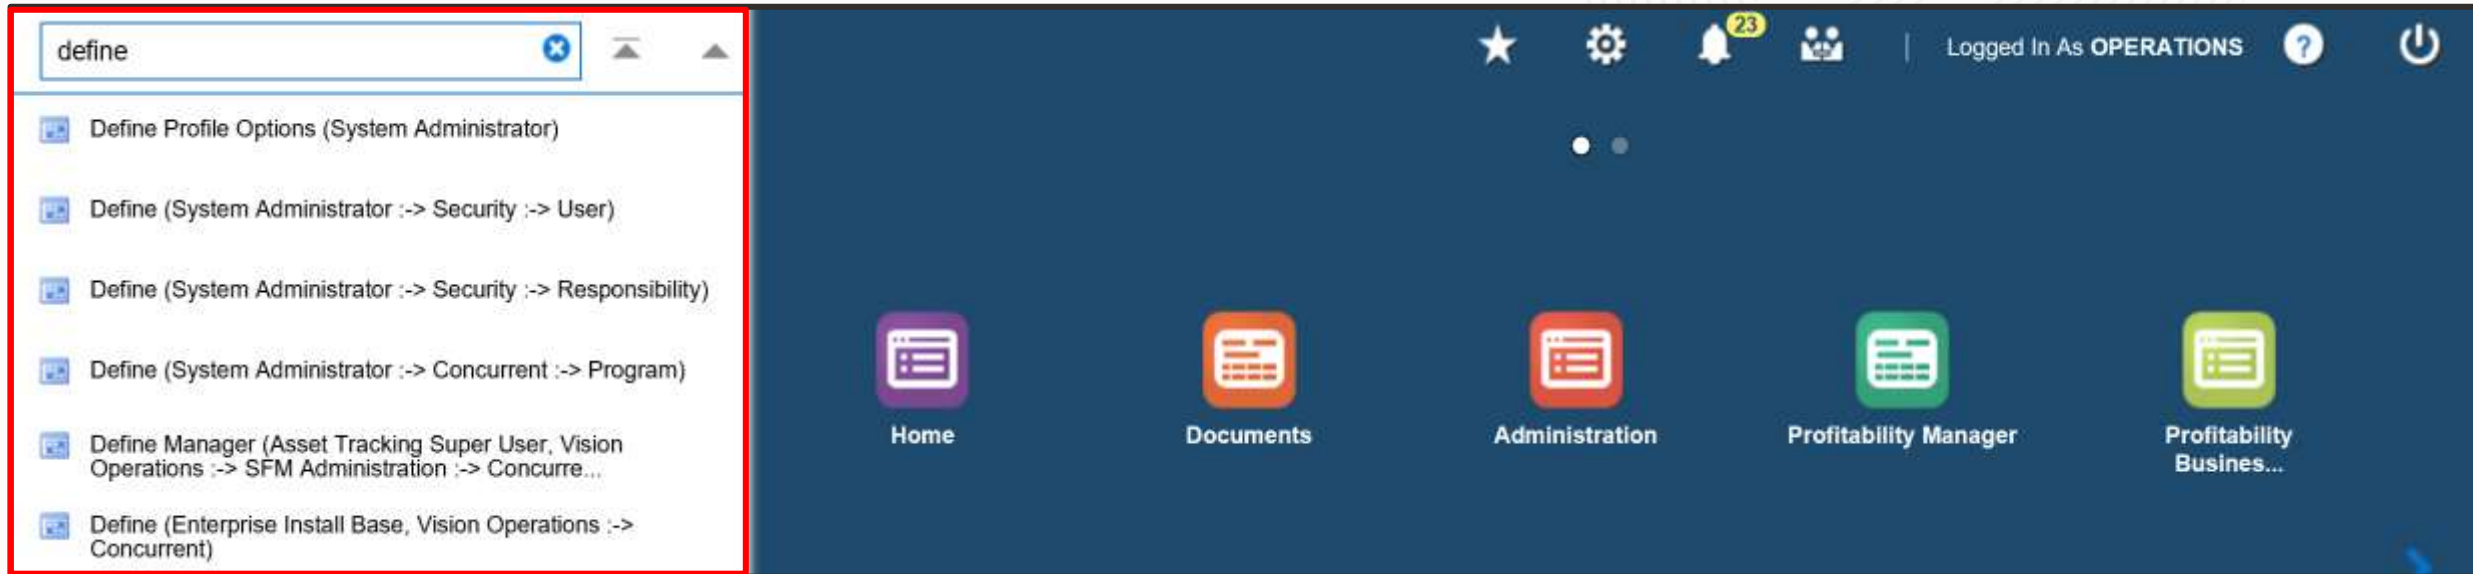 define
23
Logged In As OPERATIONS
?
Define Profile Options (System Administrator)
Define (System Administrator :-> Security :-> User)
Define (System Administrator :-> Security :-> Responsibility)
Define (System Administrator :-> Concurrent :-> Program)
Define Manager (Asset Tracking Super User, Vision
Operations :-> SFM Administration :-> Concurre...
Define (Enterprise Install Base, Vision Operations :->
Concurrent)
Home
Documents
Administration
Profitability Manager
Profitability
Busines...